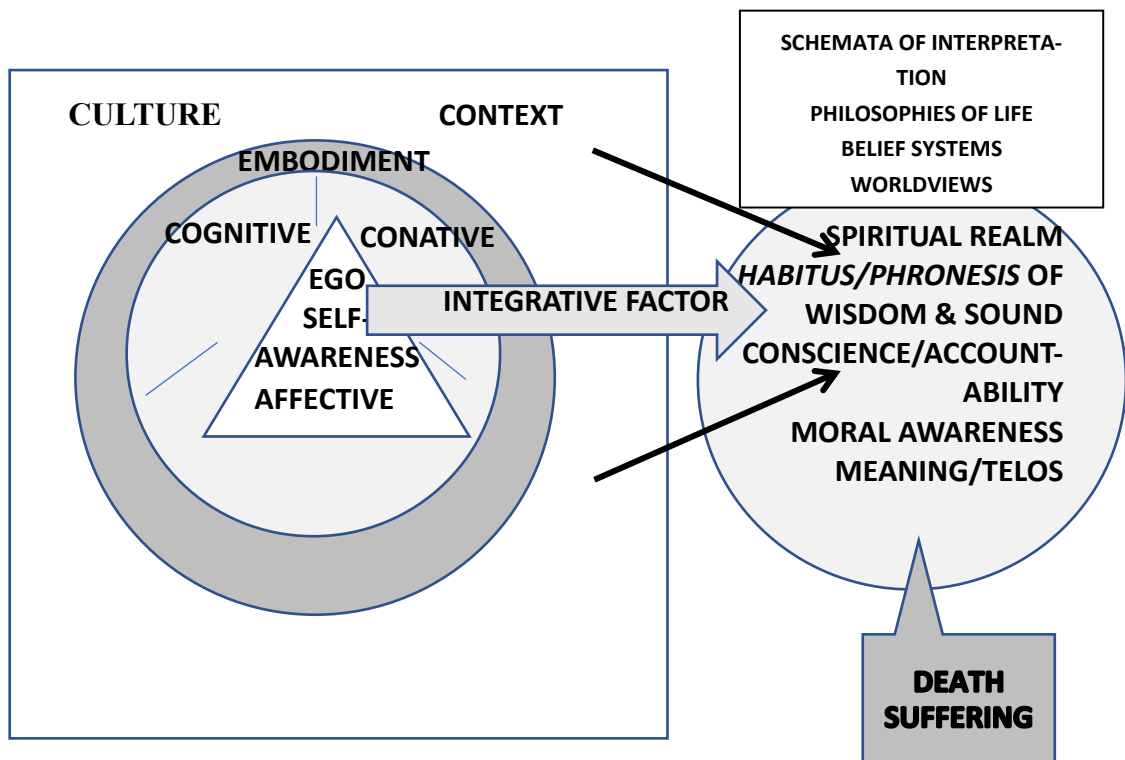 SCHEMATA OF INTERPRETA-
TION
PHILOSOPHIES OF LIFE
BELIEF SYSTEMS
WORLDVIEWS
CULTURE
CONTEXT
EMBODIMENT
COGNITIVE
CONATIVE
EGO
SELF-
AWARENESS
AFFECTIVE
INTEGRATIVE FACTOR
SPIRITUAL REALM
HABITUS/PHRONESIS OF
WISDOM & SOUND
CONSCIENCE/ACCOUNT-
ABILITY
MORAL AWARENESS
MEANING/TELOS
DEATH
SUFFERING